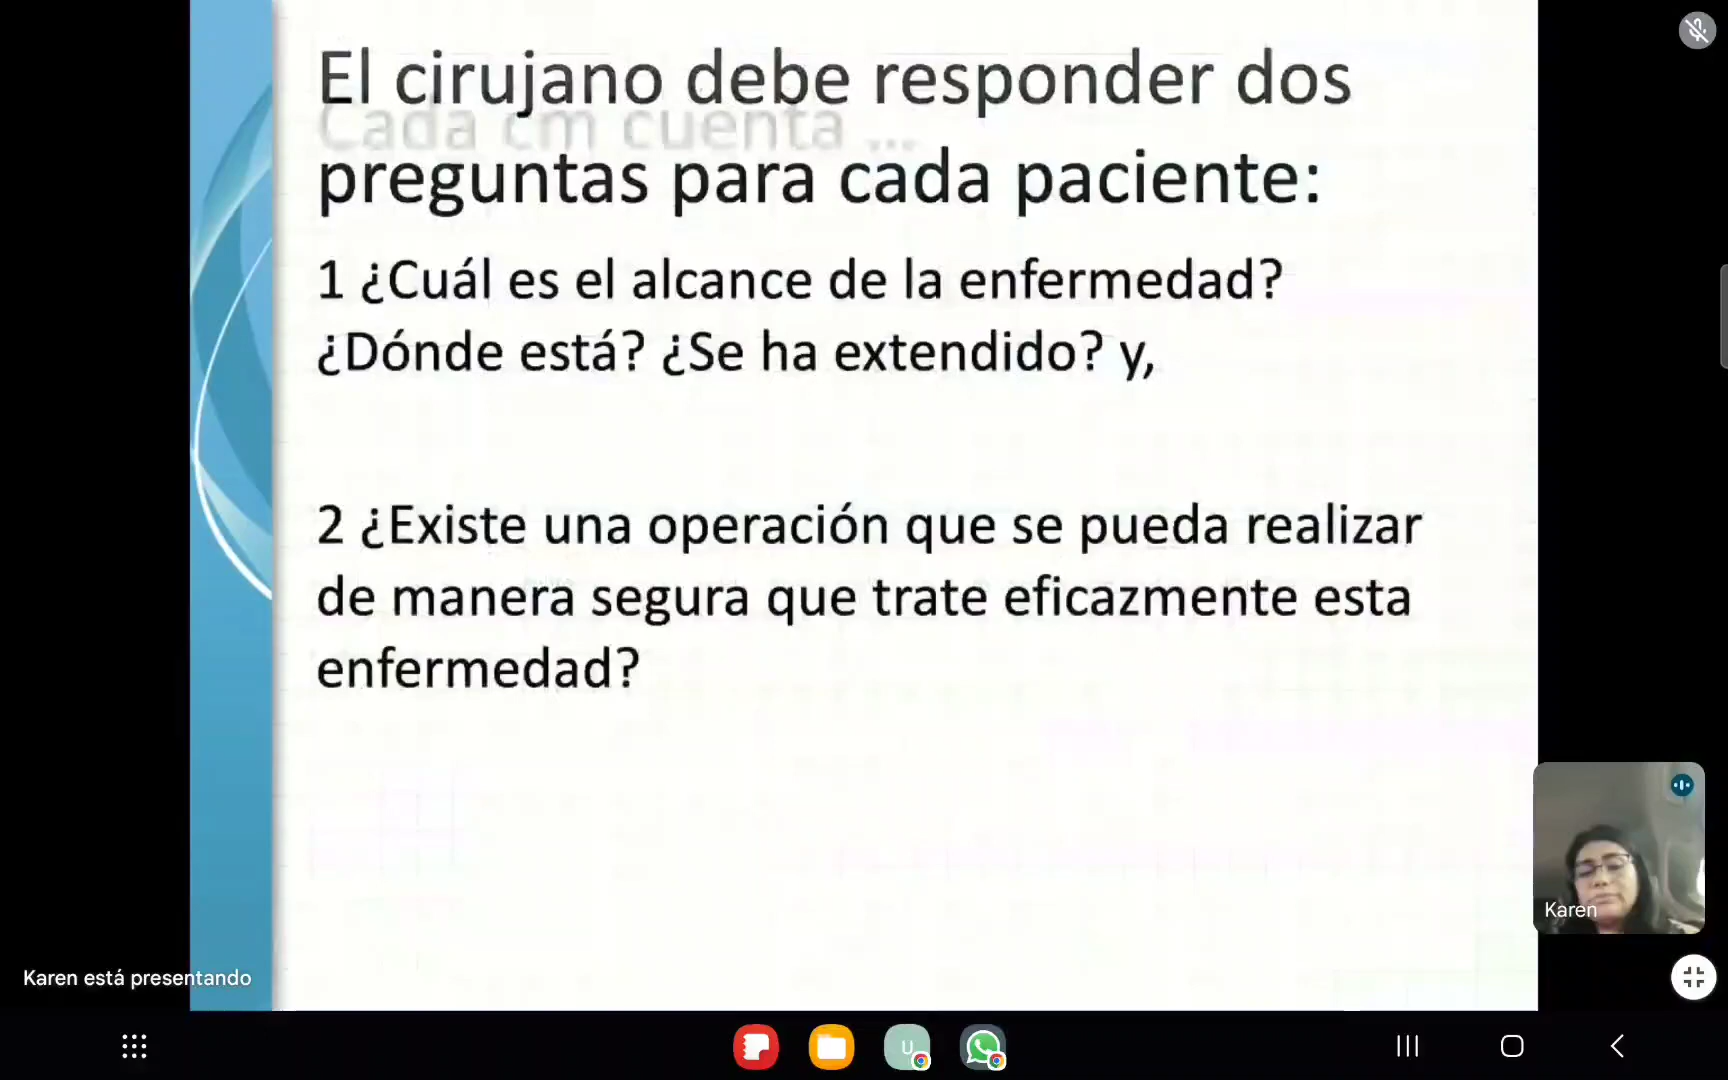 El cirujano debe responder dos
Cada cm cuenta ...
preguntas para cada paciente:
1 ¿Cuál es el alcance de la enfermedad?
¿Dónde está? ¿Se ha extendido? y,
2 ¿Existe una operación que se pueda realizar
de manera segura que trate eficazmente esta
enfermedad?
Karen
Karen está presentando
U